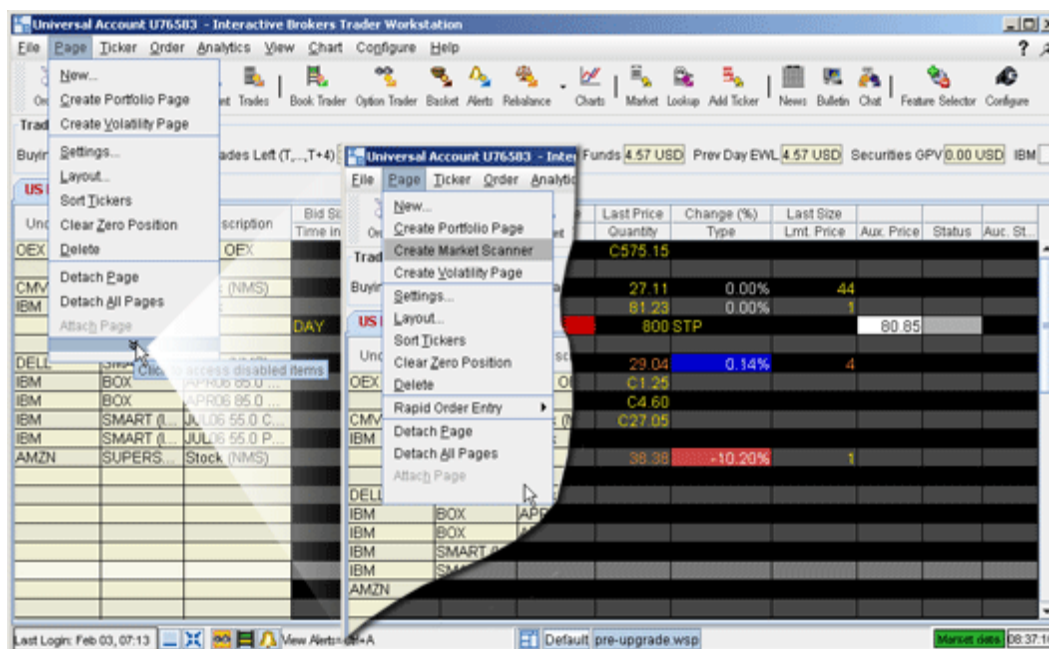 Universal Account U76583 - Interactive Brokers Trader Workstation
File Page Ticker Order Analytics View Chart Configure Help ?
Trades Book Trader Option Trader Basket Alerts Rebalance Charts Market Lookup Add Ticker News Bulletin Chat Feature Selector Configure
New...
Create Portfolio Page
Create Volatility Page
Settings...
Layout...
Sort Tickers
Clear Zero Position
Delete
Detach Page
Detach All Pages
Attach Page
Click to access disabled items
ades Left (T,...,T+4)
Funds 4.57 USD Prev Day EWL 4.57 USD Securities GPV 0.00 USD IBM
Universal Account U76583 - Inter
File Page Ticker Order Analytic
New...
Create Portfolio Page
Create Market Scanner
Create Volatility Page
Settings...
Layout...
Sort Tickers
Clear Zero Position
Delete
Rapid Order Entry
Detach Page
Detach All Pages
Attach Page
Last Price Change (%) Last Size
Quantity Type Lmt. Price Aux. Price Status Auc. St...
OEX OEX C575.15
CMV (NMS) 27.11 0.00% 44
IBM 81.23 0.00% 1
DAY 800 STP 80.85
DELL 29.04 0.14% 4
IBM BOX APR06 85.0 ... C1.25
IBM BOX APR06 85.0 ... C4.60
IBM SMART (I... JUL06 55.0 C... C27.05
IBM SMART (I... JUL06 55.0 P...
AMZN SUPERS... Stock (NMS) 38.38 -10.20% 1
OEX
CMV
IBM
DELL
IBM BOX APR
IBM BOX
IBM SMART
IBM
AMZN
Last Login: Feb 03, 07:13 View Alerts= Default pre-upgrade.wsp Market data 08:37:1